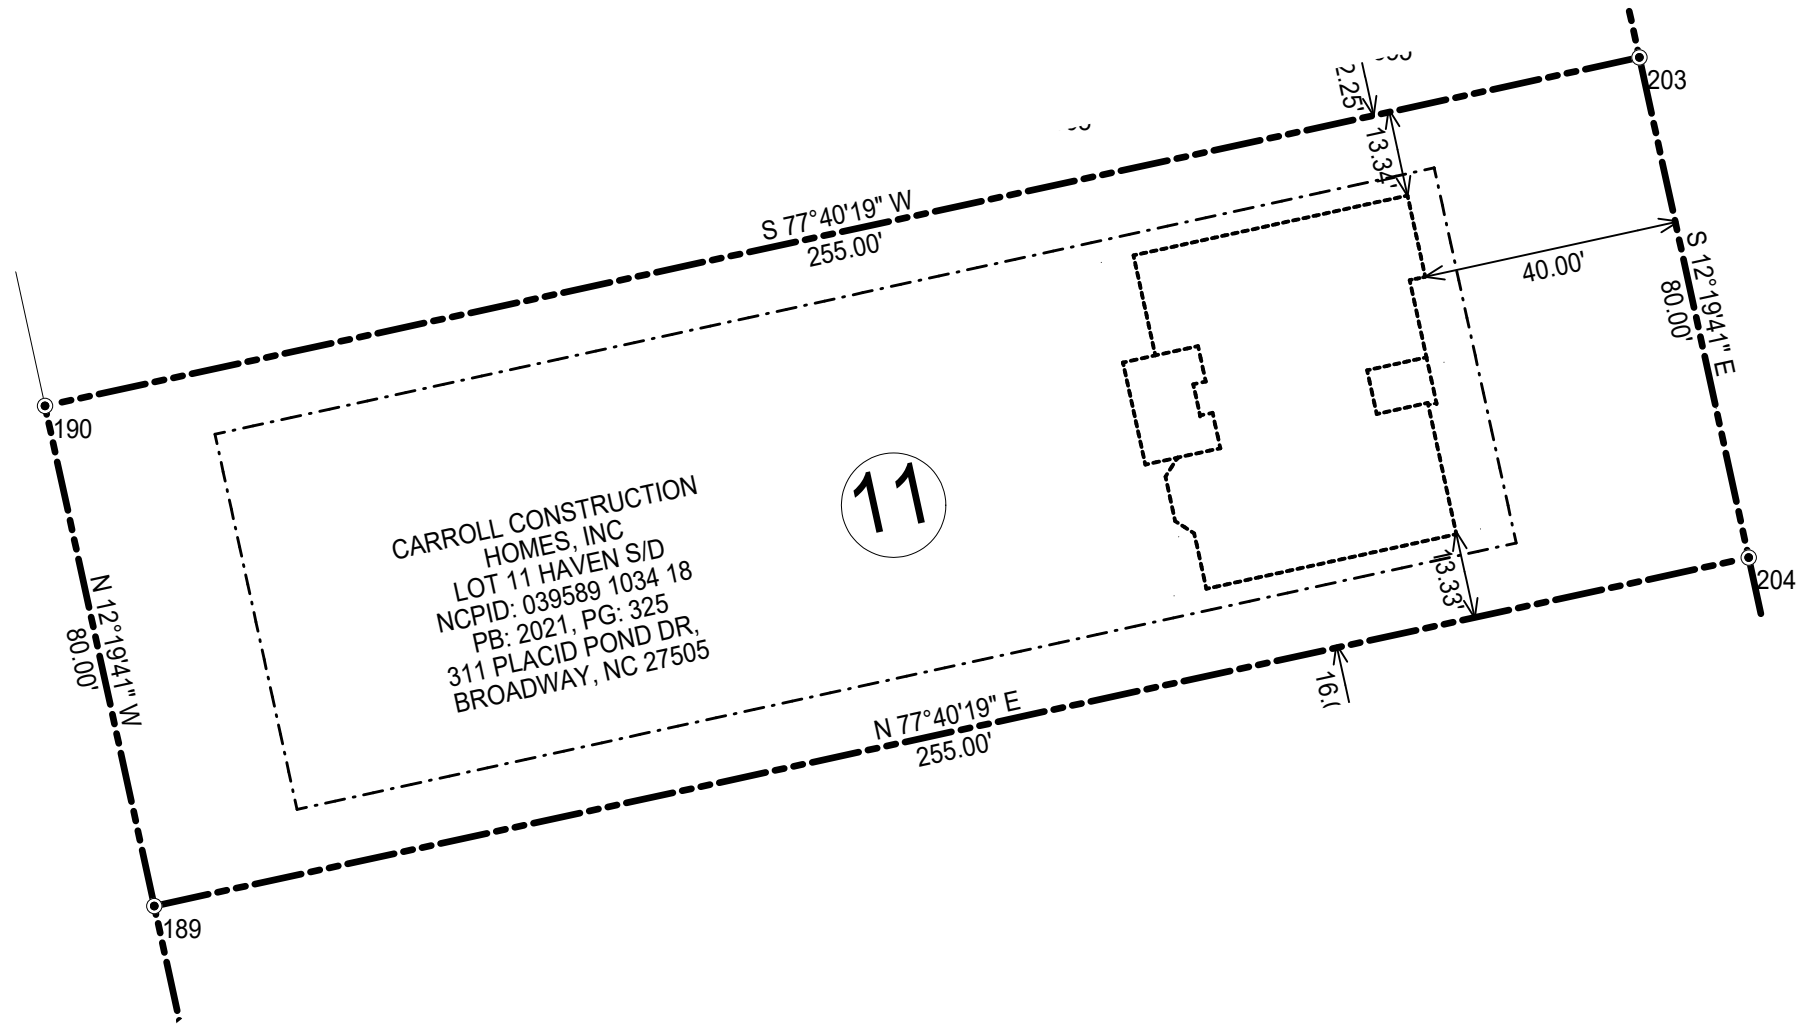 203
2.25'
13.34'
S 77°40'19" W
255.00'
S 12°19'41" E
80.00'
40.00'
190
11
CARROLL CONSTRUCTION
HOMES, INC
LOT 11 HAVEN S/D
NCPID: 039589 1034 18
PB: 2021, PG: 325
311 PLACID POND DR,
BROADWAY, NC 27505
13.33'
204
N 12°19'41" W
80.00'
N 77°40'19" E
255.00'
189